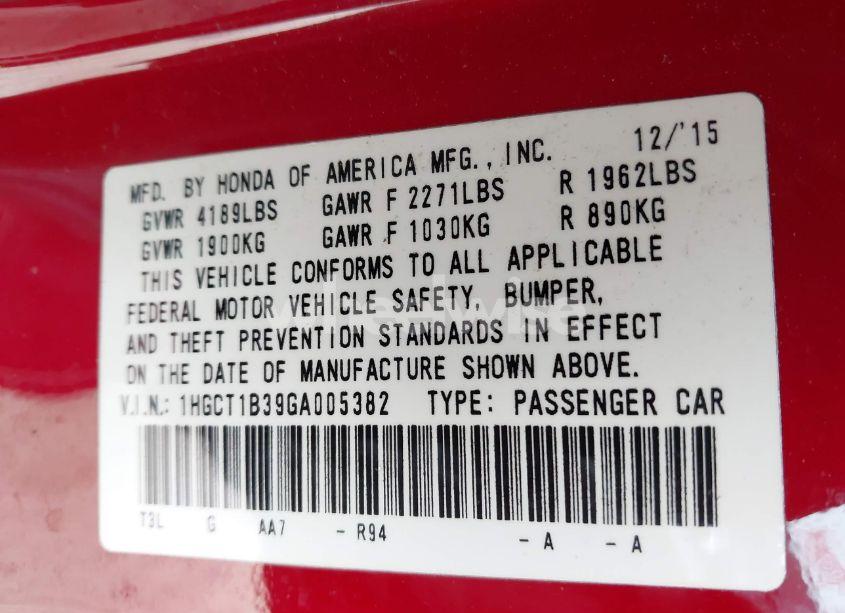 MFD. BY HONDA OF AMERICA MFG., INC. 12/'15
GVWR 4189LBS GAWR F 2271LBS R 1962LBS
GVWR 1900KG GAWR F 1030KG R 890KG
THIS VEHICLE CONFORMS TO ALL APPLICABLE
FEDERAL MOTOR VEHICLE SAFETY, BUMPER,
AND THEFT PREVENTION STANDARDS IN EFFECT
ON THE DATE OF MANUFACTURE SHOWN ABOVE.
V.I.N.: 1HGCT1B39GA005382 TYPE: PASSENGER CAR
T3L G AA7 - R94 - A - A